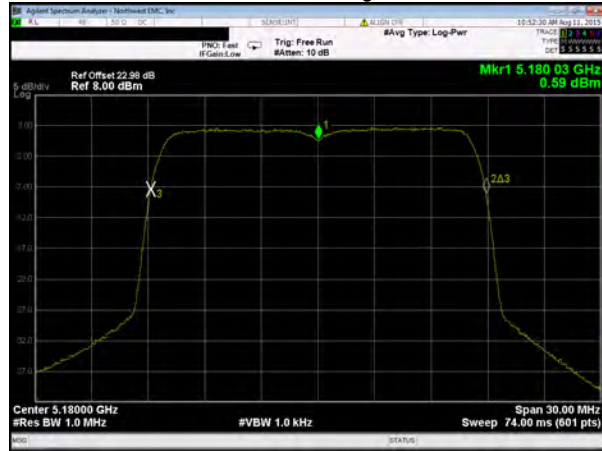 Agilent Spectrum Analyzer - Northwest EMC, Inc
RL RF 50 Ω DC SENSE:INT ALIGN OFF 10:52:30 AM Aug 11, 2015
#Avg Type: Log-Pwr TRACE 1 2 3 4 5 6
PNO: Fast Trig: Free Run TYPE
IFGain:Low #Atten: 10 dB DET S S S S S S
Mkr1 5.180 03 GHz
0.59 dBm
Ref Offset 22.98 dB
5 dB/div Ref 8.00 dBm
Log
3.00
-2.00
-7.00
-12.0
-17.0
-22.0
-27.0
-32.0
-37.0
1
2Δ3
X3
Center 5.18000 GHz Span 30.00 MHz
#Res BW 1.0 MHz #VBW 1.0 kHz Sweep 74.00 ms (601 pts)
MSG STATUS